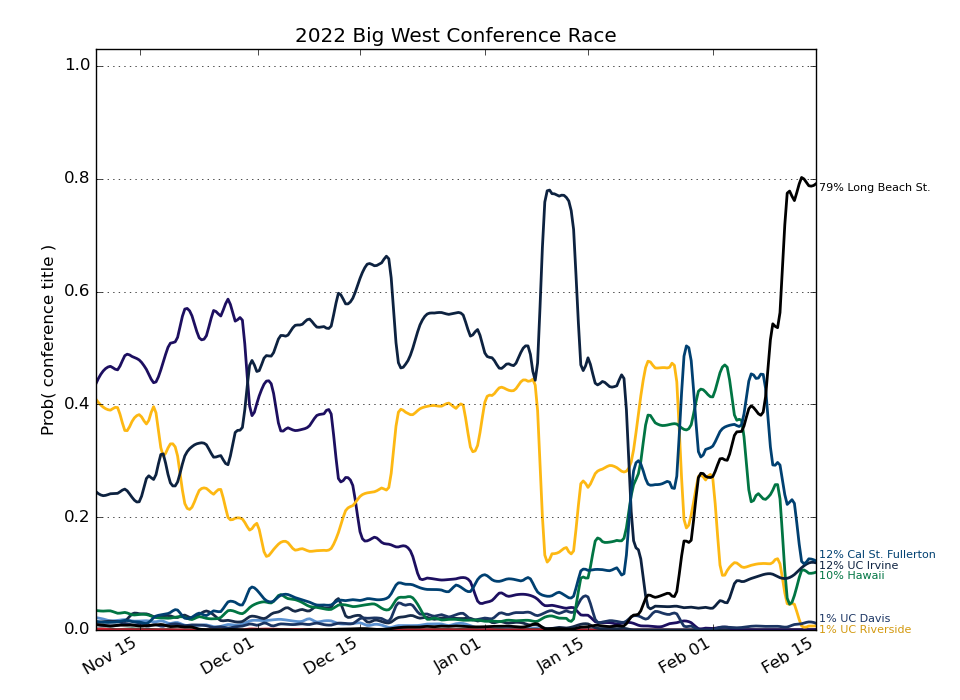 2022 Big West Conference Race
Prob( conference title )
1.0
0.8
0.6
0.4
0.2
0.0
Nov 15
Dec 01
Dec 15
Jan 01
Jan 15
Feb 01
Feb 15
79% Long Beach St.
12% Cal St. Fullerton
12% UC Irvine
10% Hawaii
1% UC Davis
1% UC Riverside